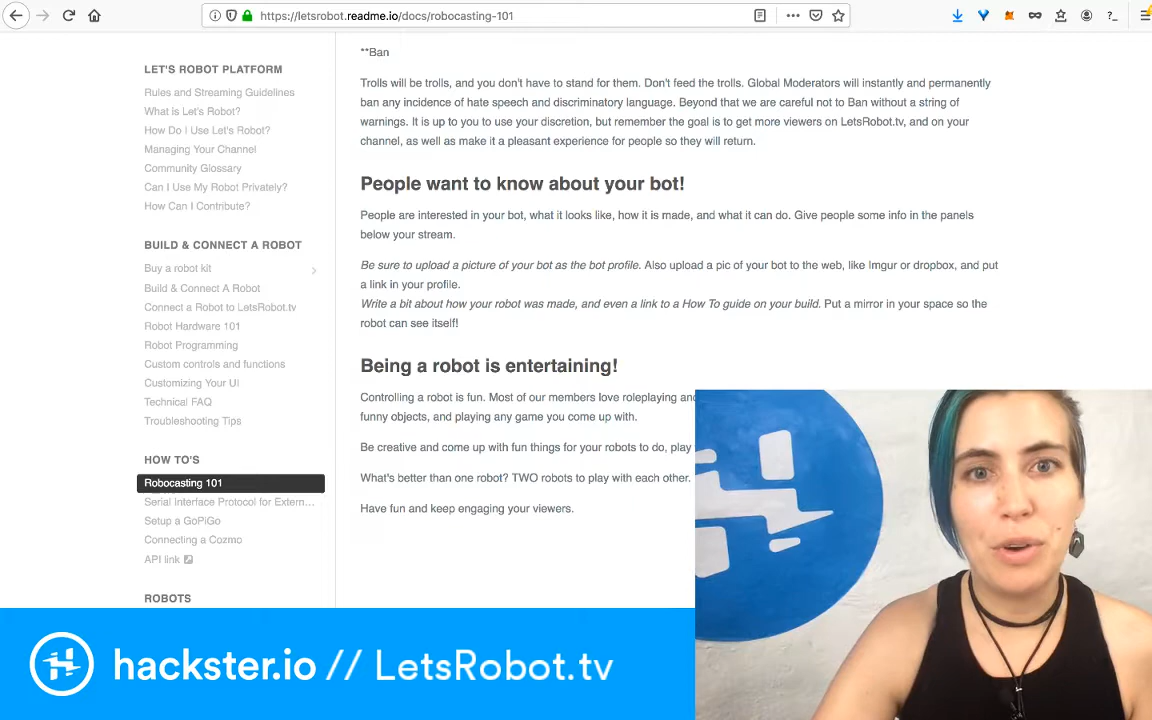 https://letsrobot.readme.io/docs/robocasting-101
LET'S ROBOT PLATFORM
Rules and Streaming Guidelines
What is Let's Robot?
How Do I Use Let's Robot?
Managing Your Channel
Community Glossary
Can I Use My Robot Privately?
How Can I Contribute?
BUILD & CONNECT A ROBOT
Buy a robot kit
Build & Connect A Robot
Connect a Robot to LetsRobot.tv
Robot Hardware 101
Robot Programming
Custom controls and functions
Customizing Your UI
Technical FAQ
Troubleshooting Tips
HOW TO'S
Robocasting 101
Serial Interface Protocol for Extern...
Setup a GoPiGo
Connecting a Cozmo
API link
ROBOTS
**Ban
Trolls will be trolls, and you don't have to stand for them. Don't feed the trolls. Global Moderators will instantly and permanently
ban any incidence of hate speech and discriminatory language. Beyond that we are careful not to Ban without a string of
warnings. It is up to you to use your discretion, but remember the goal is to get more viewers on LetsRobot.tv, and on your
channel, as well as make it a pleasant experience for people so they will return.
People want to know about your bot!
People are interested in your bot, what it looks like, how it is made, and what it can do. Give people some info in the panels
below your stream.
Be sure to upload a picture of your bot as the bot profile. Also upload a pic of your bot to the web, like Imgur or dropbox, and put
a link in your profile.
Write a bit about how your robot was made, and even a link to a How To guide on your build. Put a mirror in your space so the
robot can see itself!
Being a robot is entertaining!
Controlling a robot is fun. Most of our members love roleplaying and
funny objects, and playing any game you come up with.
Be creative and come up with fun things for your robots to do, play
What's better than one robot? TWO robots to play with each other.
Have fun and keep engaging your viewers.
hackster.io // LetsRobot.tv